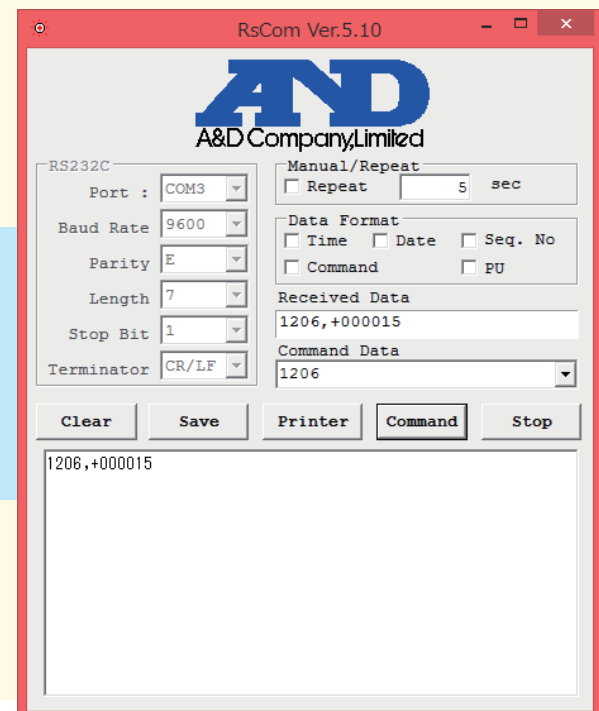 RsCom Ver.5.10
AND
A&D Company,Limited
RS232C
Port : COM3
Baud Rate 9600
Parity E
Length 7
Stop Bit 1
Terminator CR/LF
Manual/Repeat
Repeat 5 sec
Data Format
Time Date Seq. No
Command PU
Received Data
1206,+000015
Command Data
1206
Clear Save Printer Command Stop
1206,+000015